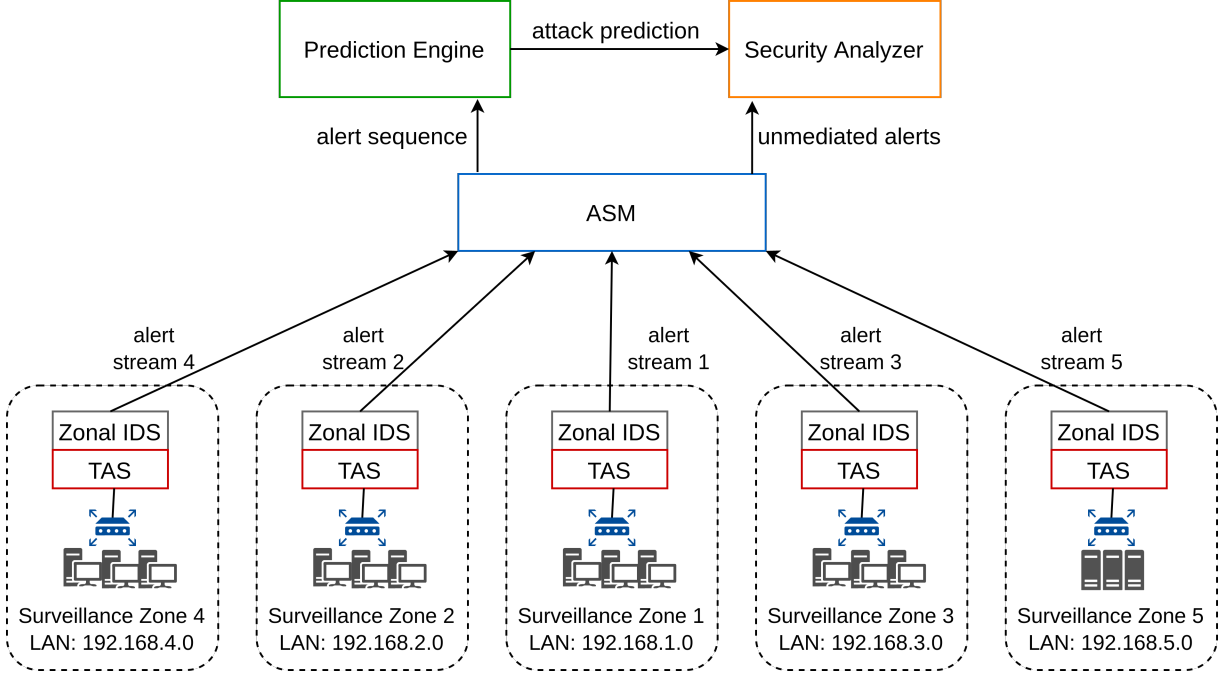 attack prediction
Prediction Engine
Security Analyzer
alert sequence
unmediated alerts
ASM
alert
stream 4
alert
stream 2
alert
stream 1
alert
stream 3
alert
stream 5
Zonal IDS
TAS
Surveillance Zone 4
LAN: 192.168.4.0
Zonal IDS
TAS
Surveillance Zone 2
LAN: 192.168.2.0
Zonal IDS
TAS
Surveillance Zone 1
LAN: 192.168.1.0
Zonal IDS
TAS
Surveillance Zone 3
LAN: 192.168.3.0
Zonal IDS
TAS
Surveillance Zone 5
LAN: 192.168.5.0